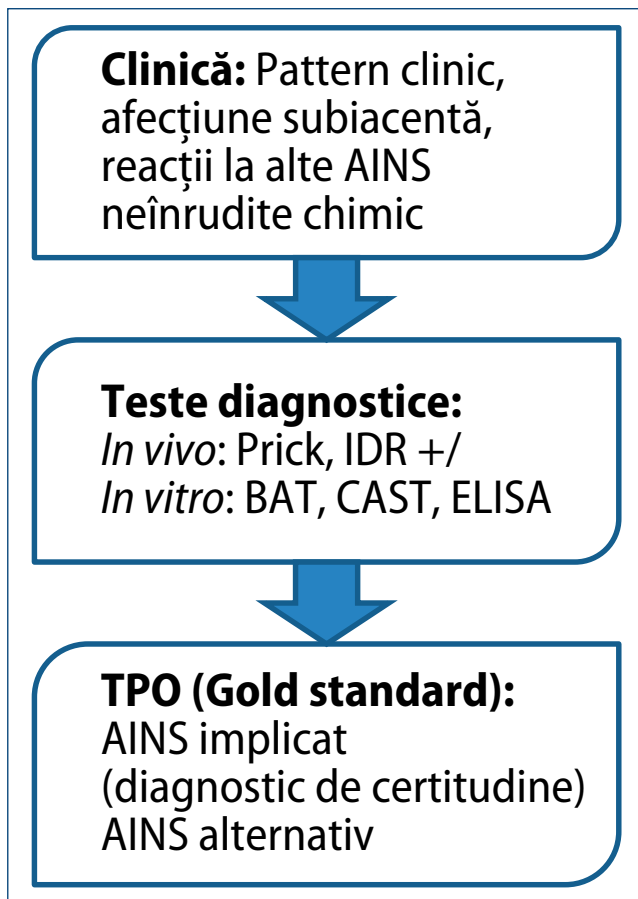 Clinică: Pattern clinic,
afecțiune subiacentă,
reacții la alte AINS
neînrudite chimic
Teste diagnostice:
In vivo: Prick, IDR +/
In vitro: BAT, CAST, ELISA
TPO (Gold standard):
AINS implicat
(diagnostic de certitudine)
AINS alternativ